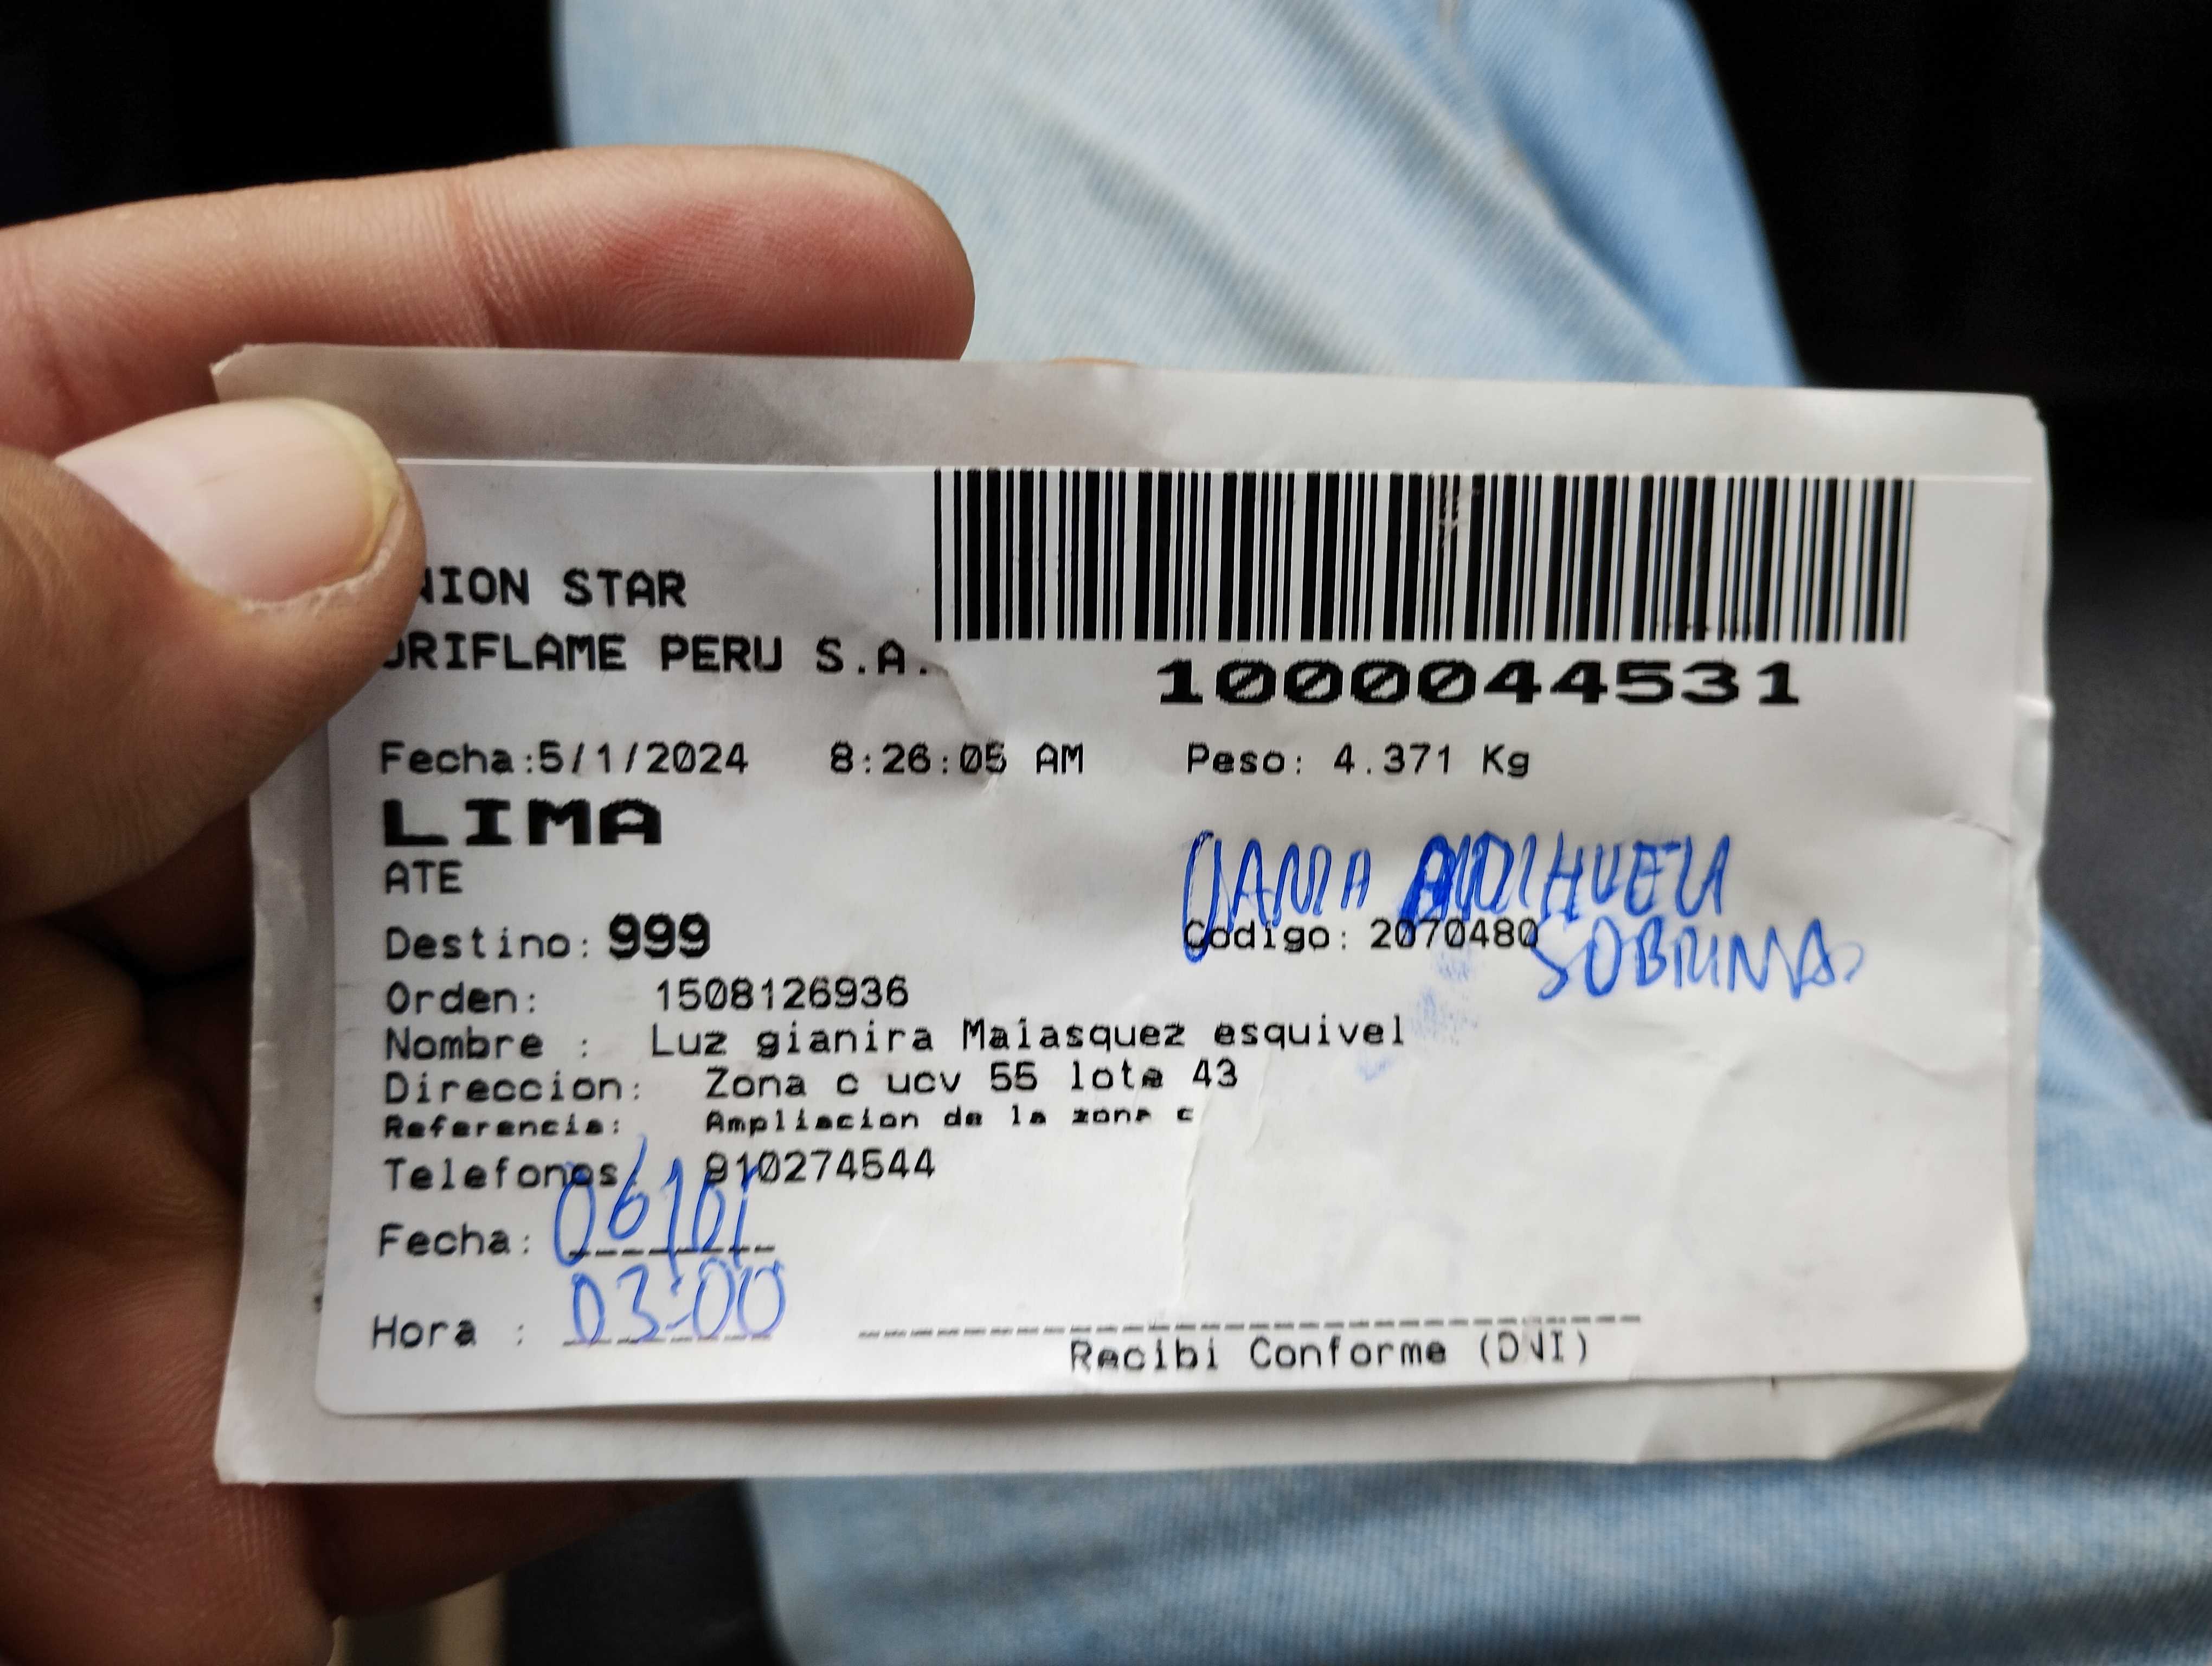 NION STAR
ORIFLAME PERU S.A.
1000044531
Fecha:5/1/2024 8:26:05 AM Peso: 4.371 Kg
LIMA
ATE
Destino: 999 Codigo: 2070480
SOBRINA
Orden: 1508126936
Nombre : Luz gianira Malasquez esquivel
Direccion: Zona c ucv 55 lote 43
Referencia: Ampliacion de la zona c
Telefonos 910274544
Fecha: 06/01
Hora : 03:00
Recibi Conforme (DNI)